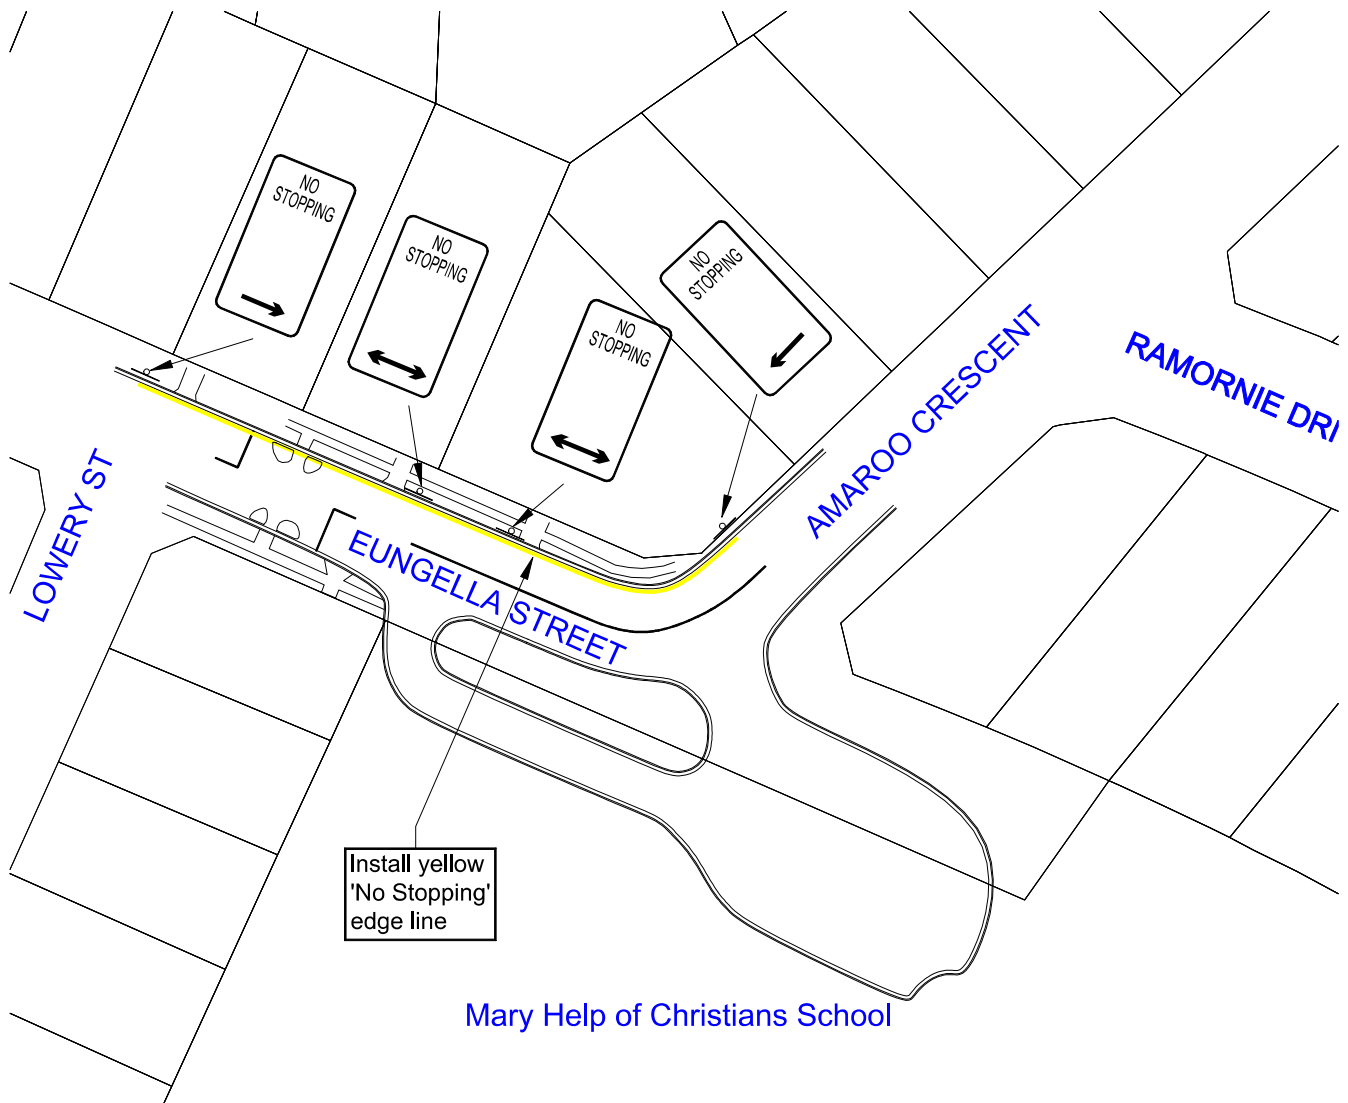 NO
STOPPING
NO
STOPPING
NO
STOPPING
NO
STOPPING
AMAROO CRESCENT
RAMORNIE DRI
LOWERY ST
EUNGELLA STREET
Install yellow
'No Stopping'
edge line
Mary Help of Christians School